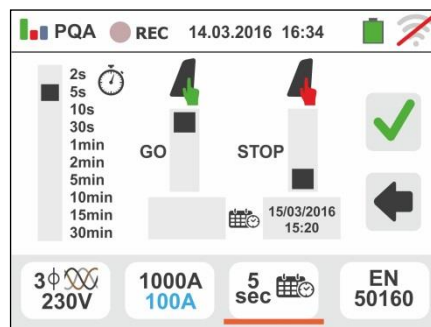 PQA REC 14.03.2016 16:34
2s
5s
10s
30s
1min
2min
5min
10min
15min
30min
GO
STOP
15/03/2016
15:20
3ϕ
230V
1000A
100A
5
sec
EN
50160